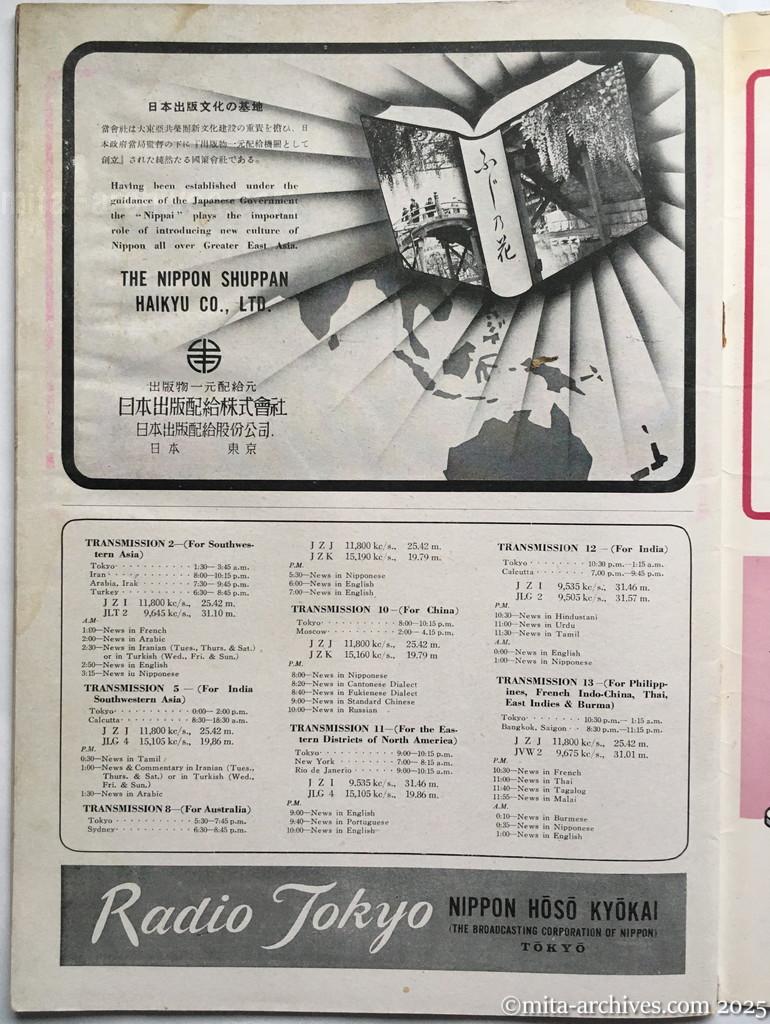 日本出版文化の基地
當會社は大東亞共榮圏新文化建設の重責を擔ひ、日
本政府當局監督の下に『出版物一元配給機關として
創立』された純然たる國策會社である。
Having been established under the
guidance of the Japanese Government
the "Nippai" plays the important
role of introducing new culture of
Nippon all over Greater East Asia.
THE NIPPON SHUPPAN
HAIKYU CO., LTD.
出版物一元配給元
日本出版配給株式會社
日本出版配給股份公司.
日本 東京
ふじ乃花
TRANSMISSION 2—(For Southwes-
tern Asia)
Tokyo · · · · · · · · · · 1:30— 3:45 a.m.
Iran · · · · · · · · · · 8:00—10:15 p.m.
Arabia, Irak · · · · · · · 7:30— 9:45 p.m.
Turkey · · · · · · · · · · 6:30— 8:45 p.m.
J Z J 11,800 kc/s., 25.42 m.
JLT 2 9,645 kc/s., 31.10 m.
A.M.
1:00—News in French
2:00—News in Arabic
2:30—News in Iranian (Tues., Thurs. & Sat.)
or in Turkish (Wed., Fri. & Sun.)
2:50—News in English
3:15—News iu Nipponese
TRANSMISSION 5 — (For India
Southwestern Asia)
Tokyo · · · · · · · · · · 0:00— 2:00 p.m.
Calcutta · · · · · · · · · 8:30—18:30 a.m.
J Z J 11,800 kc/s., 25.42 m.
JLG 4 15,105 kc/s., 19,86 m.
P.M.
0:30—News in Tamil
1:00—News & Commentary in Iranian (Tues.,
Thurs. & Sat.) or in Turkish (Wed.,
Fri. & Sun.)
1:30—News in Arabic
TRANSMISSION 8—(For Australia)
Tokyo · · · · · · · · · · 5:30—7:45 p.m.
Sydney · · · · · · · · · · 6:30—8:45 p.m.
J Z J 11,800 kc/s., 25.42 m.
J Z K 15,190 kc/s., 19.79 m.
P.M.
5:30—News in Nipponese
6:00—News in English
7:00—News in English
TRANSMISSION 10—(For China)
Tokyo · · · · · · · · · · 8:00—10:15 p.m.
Moscow · · · · · · · · · · 2:00— 4.15 p.m.
J Z J 11,800 kc/s., 25.42 m.
J Z K 15,160 kc/s., 19.79 m
P.M.
8:00—News in Nipponese
8:20—News in Cantonese Dialect
8:40—News in Fukienese Dialect
9:00—News in Standard Chinese
10:00—News in Russian
TRANSMISSION 11—(For the Eas-
tern Districts of North America)
Tokyo · · · · · · · · · · 9:00—10:15 p.m.
New York · · · · · · · · · 7:00— 8:15 a.m.
Rio de Janerio · · · · · · 9:00—10:15 a.m.
J Z I 9,535 kc/s., 31.46 m.
JLG 4 15,105 kc/s., 19.86 m.
P.M.
9:00—News in English
9:40—News in Portuguese
10:00—News in English
TRANSMISSION 12 —(For India)
Tokyo · · · · · · · · 10:30 p.m.—1:15 a.m.
Calcutta · · · · · · · 7.00 p.m.—9:45 p.m.
J Z I 9,535 kc/s, 31.46 m.
JLG 2 9,505 kc/s., 31.57 m.
P.M.
10:30—News in Hindustani
11:00—News in Urdu
11:30—News in Tamil
A.M.
0:00—News in English
1:00—News in Nipponese
TRANSMISSION 13—(For Philipp-
ines, French Indo-China, Thai,
East Indies & Burma)
Tokyo · · · · · · · · 10:30 p.m.— 1:15 a.m.
Bangkok, Saigon · · 8:30 p.m.—11:15 p.m.
J Z J 11,800 kc/s, 25.42 m.
JVW 2 9,675 kc/s., 31.01 m.
P.M.
10:30—News in French
11:00—News in Thai
11:40—News in Tagalog
11:55—News in Malai
A.M.
0:10—News in Burmese
0:35—News in Nipponese
1:00—News in English
Radio Tokyo
NIPPON HŌSŌ KYŌKAI
(THE BROADCASTING CORPORATION OF NIPPON)
TŌKYŌ
©mita-archives.com 2025